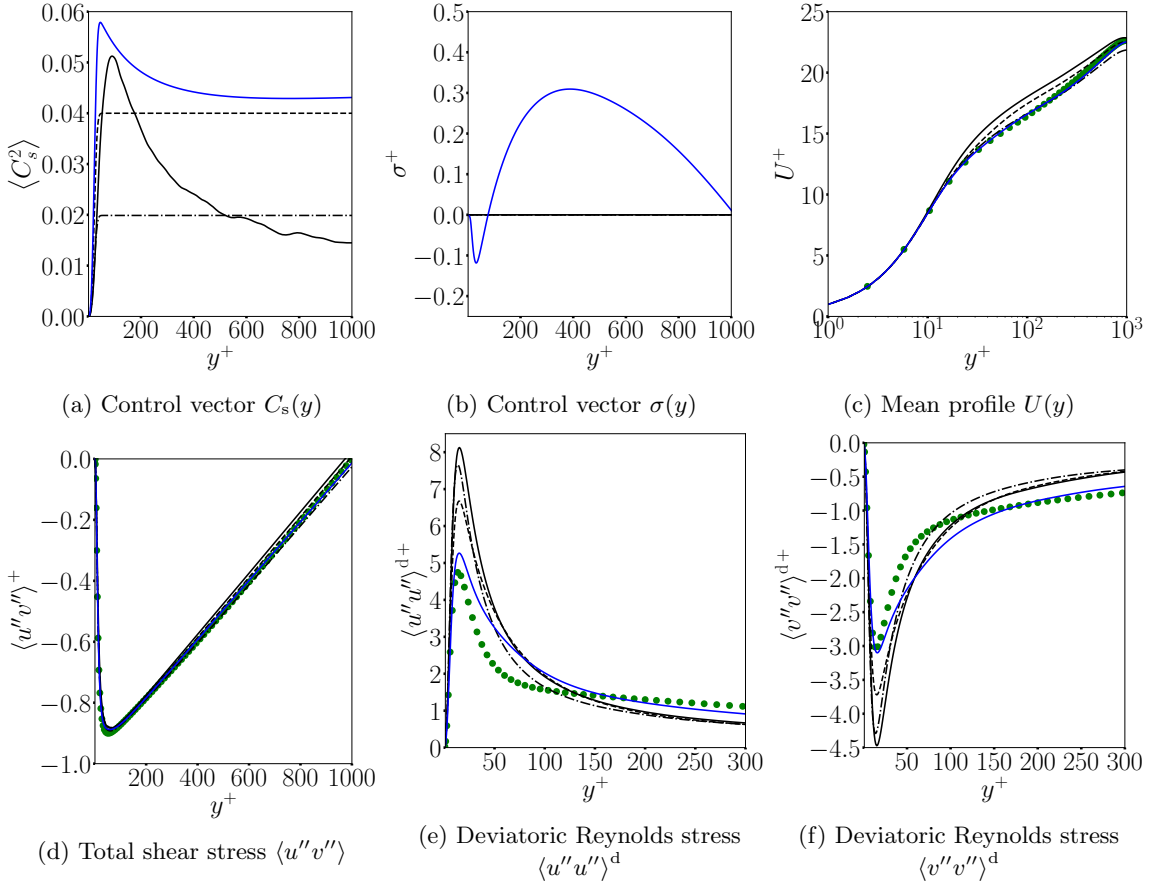 0.06
0.05
0.04
0.03
0.02
0.01
0.00
200 400 600 800 1000
⟨C_s^2⟩
y^+
(a) Control vector C_s(y)
0.5
0.4
0.3
0.2
0.1
0.0
−0.1
−0.2
200 400 600 800 1000
σ^+
y^+
(b) Control vector σ(y)
25
20
15
10
5
0
10^0 10^1 10^2 10^3
U^+
y^+
(c) Mean profile U(y)
0.0
−0.2
−0.4
−0.6
−0.8
−1.0
200 400 600 800 1000
⟨u″v″⟩^+
y^+
(d) Total shear stress ⟨u″v″⟩
8
7
6
5
4
3
2
1
0
50 100 150 200 250 300
⟨u″u″⟩^{d+}
y^+
(e) Deviatoric Reynolds stress
⟨u″u″⟩^d
0.0
−0.5
−1.0
−1.5
−2.0
−2.5
−3.0
−3.5
−4.0
−4.5
50 100 150 200 250 300
⟨v″v″⟩^{d+}
y^+
(f) Deviatoric Reynolds stress
⟨v″v″⟩^d